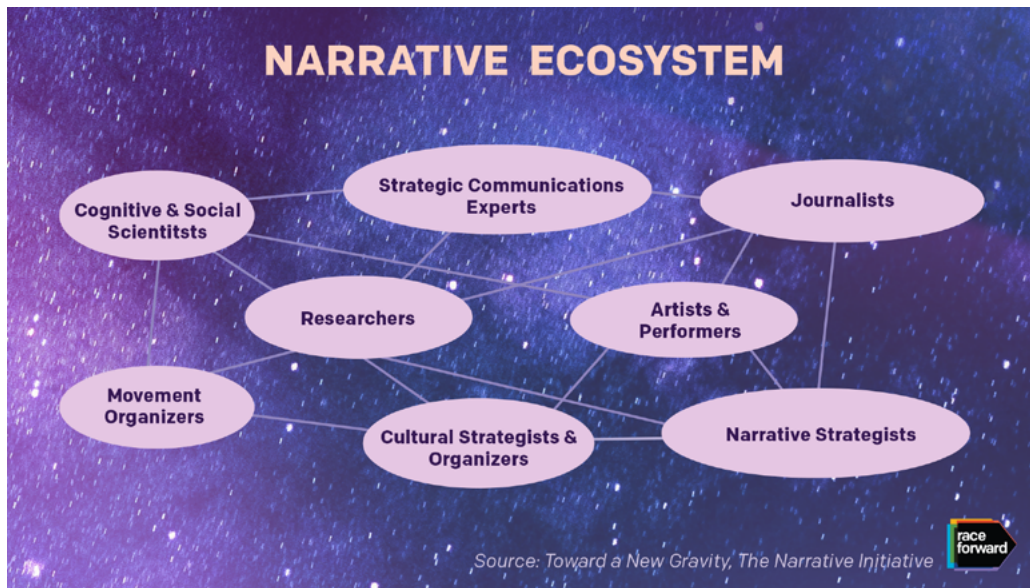 NARRATIVE ECOSYSTEM
Strategic Communications
Experts
Journalists
Cognitive & Social
Scientitsts
Researchers
Artists &
Performers
Movement
Organizers
Cultural Strategists &
Organizers
Narrative Strategists
Source: Toward a New Gravity, The Narrative Initiative
race
forward